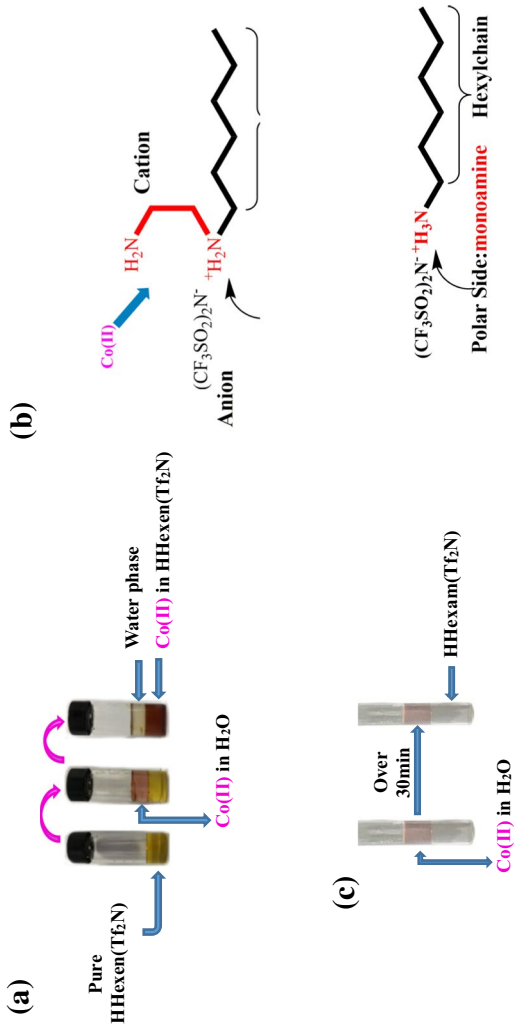 (a)
Pure
HHexen(Tf₂N)
Water phase
Co(II) in HHexen(Tf₂N)
Co(II) in H₂O
(b)
Co(II)
H₂N
Cation
(CF₃SO₂)₂N⁻
⁺H₂N
Anion
(CF₃SO₂)₂N⁻ ⁺H₃N
Polar Side:monoamine
Hexylchain
(c)
Over
30min
HHexam(Tf₂N)
Co(II) in H₂O